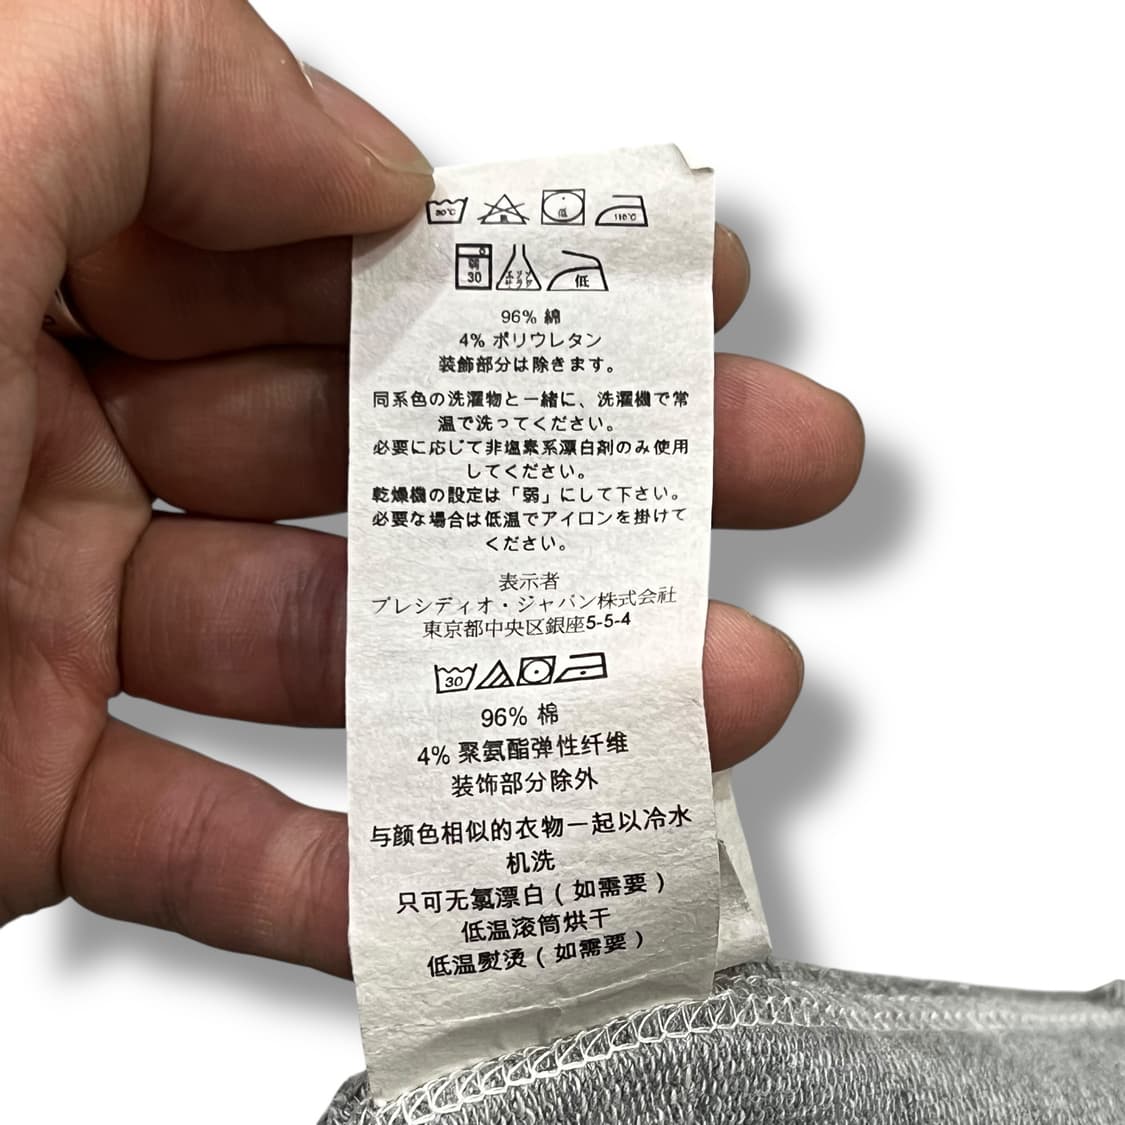 30℃ 低 110℃
弱 30 エンソサラシ 低
96% 綿
4% ポリウレタン
装飾部分は除きます。
同系色の洗濯物と一緒に、洗濯機で常
温で洗ってください。
必要に応じて非塩素系漂白剤のみ使用
してください。
乾燥機の設定は「弱」にして下さい。
必要な場合は低温でアイロンを掛けて
ください。
表示者
プレシディオ・ジャパン株式会社
東京都中央区銀座5-5-4
30
96% 棉
4% 聚氨酯弹性纤维
装饰部分除外
与颜色相似的衣物一起以冷水
机洗
只可无氯漂白(如需要)
低温滚筒烘干
低温熨烫(如需要)